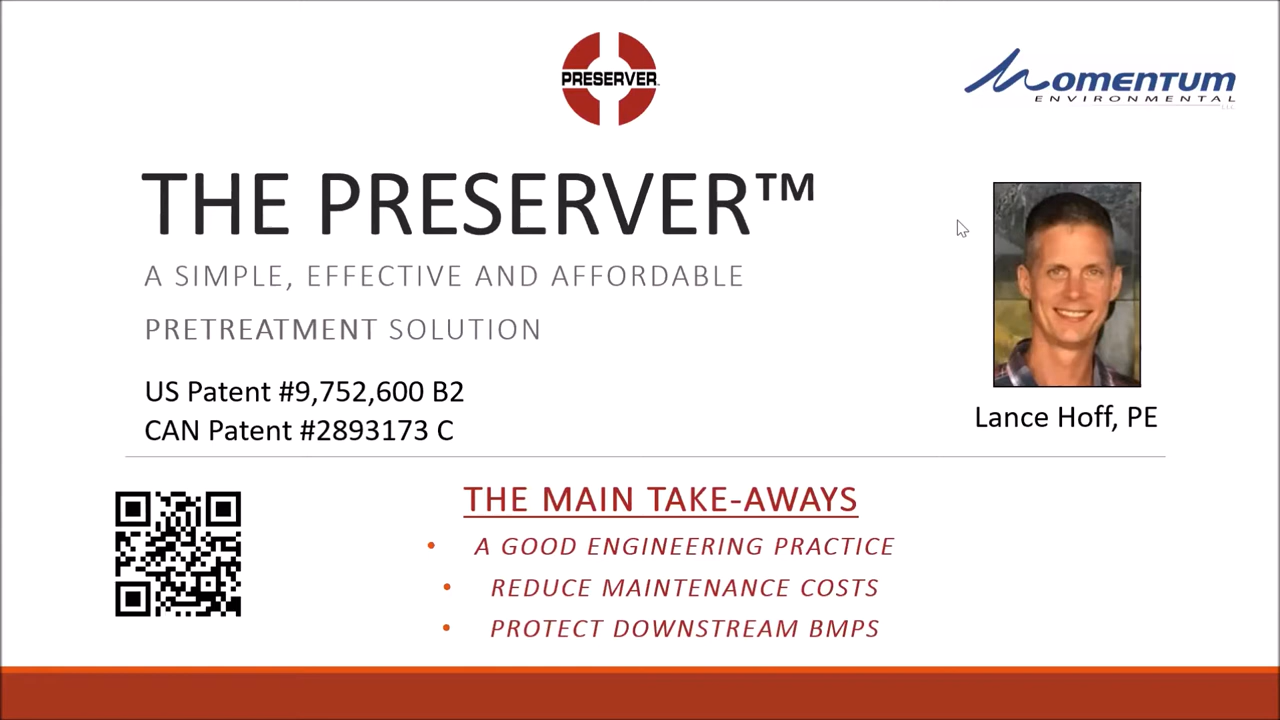 PRESERVER
MOMENTUM
ENVIRONMENTAL
LLC
THE PRESERVER™
A SIMPLE, EFFECTIVE AND AFFORDABLE
PRETREATMENT SOLUTION
US Patent #9,752,600 B2
CAN Patent #2893173 C
Lance Hoff, PE
THE MAIN TAKE-AWAYS
• A GOOD ENGINEERING PRACTICE
• REDUCE MAINTENANCE COSTS
• PROTECT DOWNSTREAM BMPS